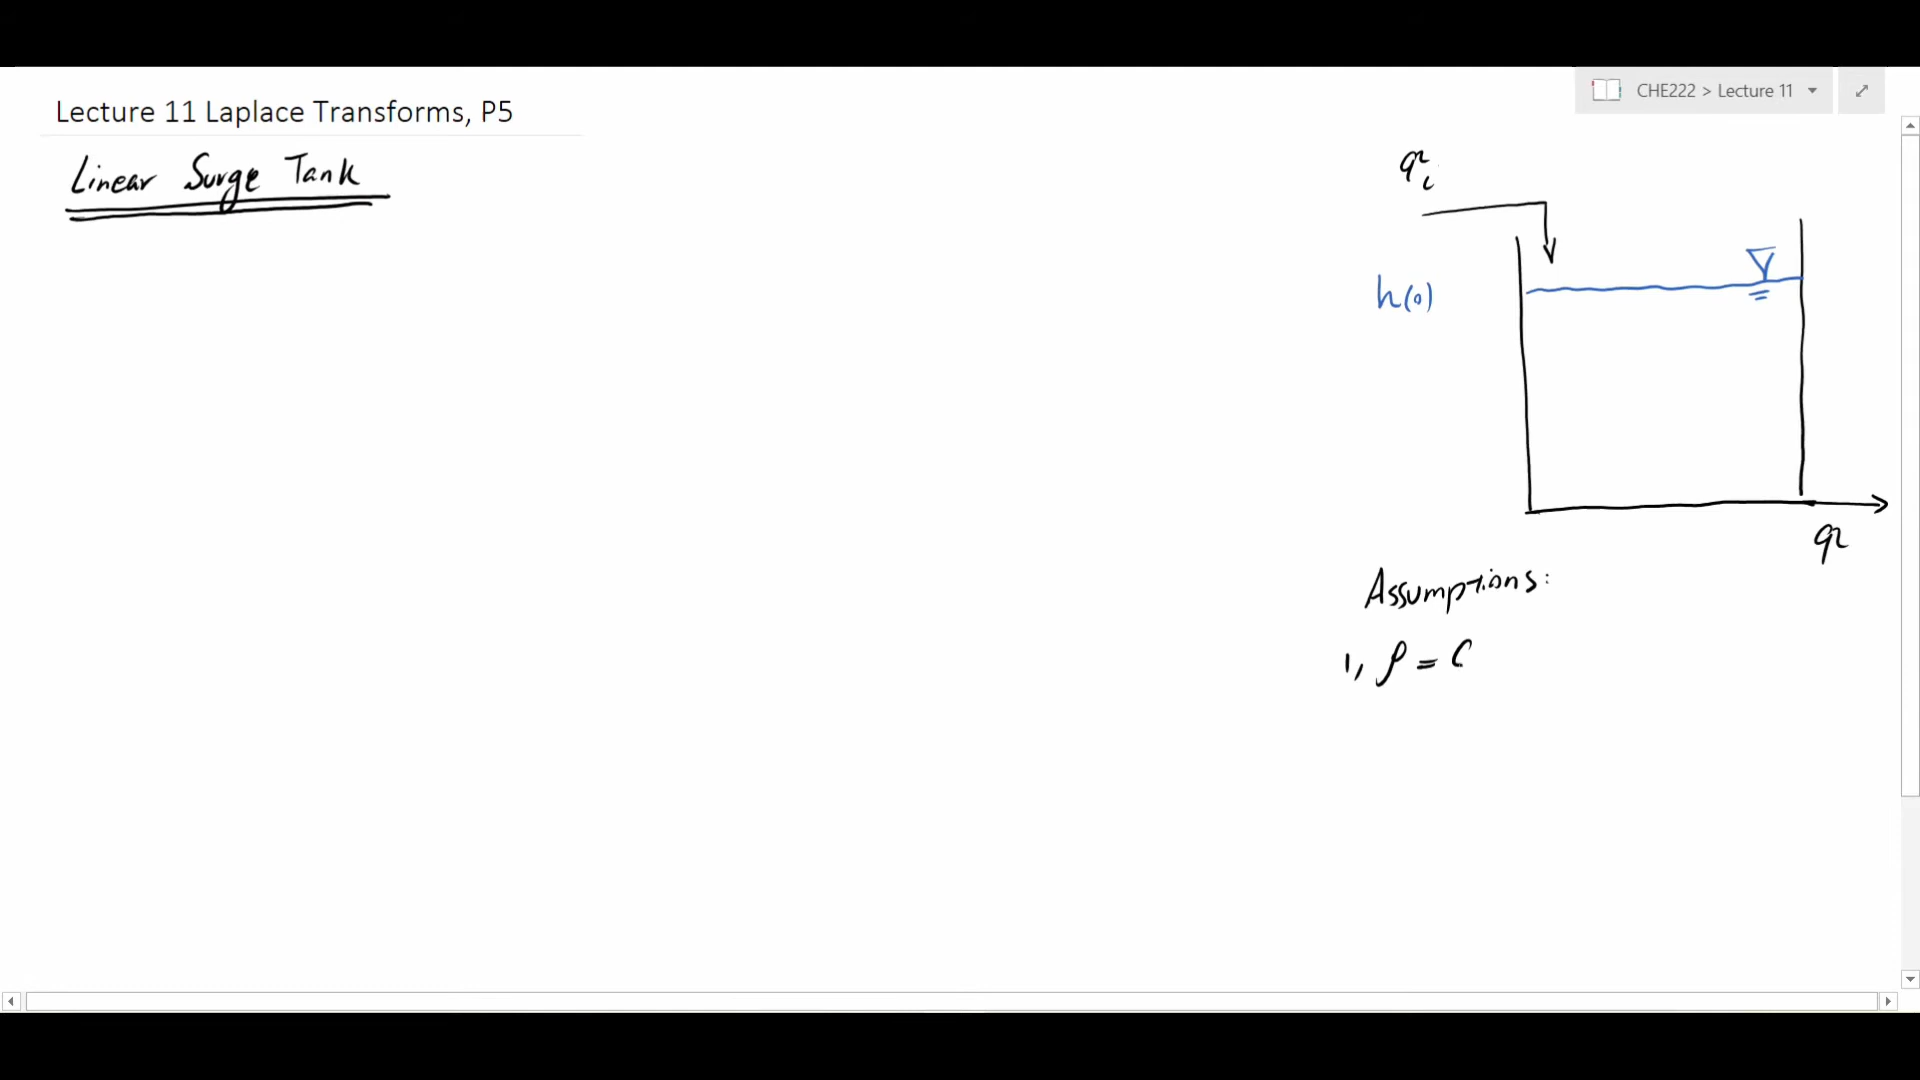 CHE222 > Lecture 11
Lecture 11 Laplace Transforms, P5
Linear Surge Tank
qi
h(0)
q
Assumptions:
1, ρ = C